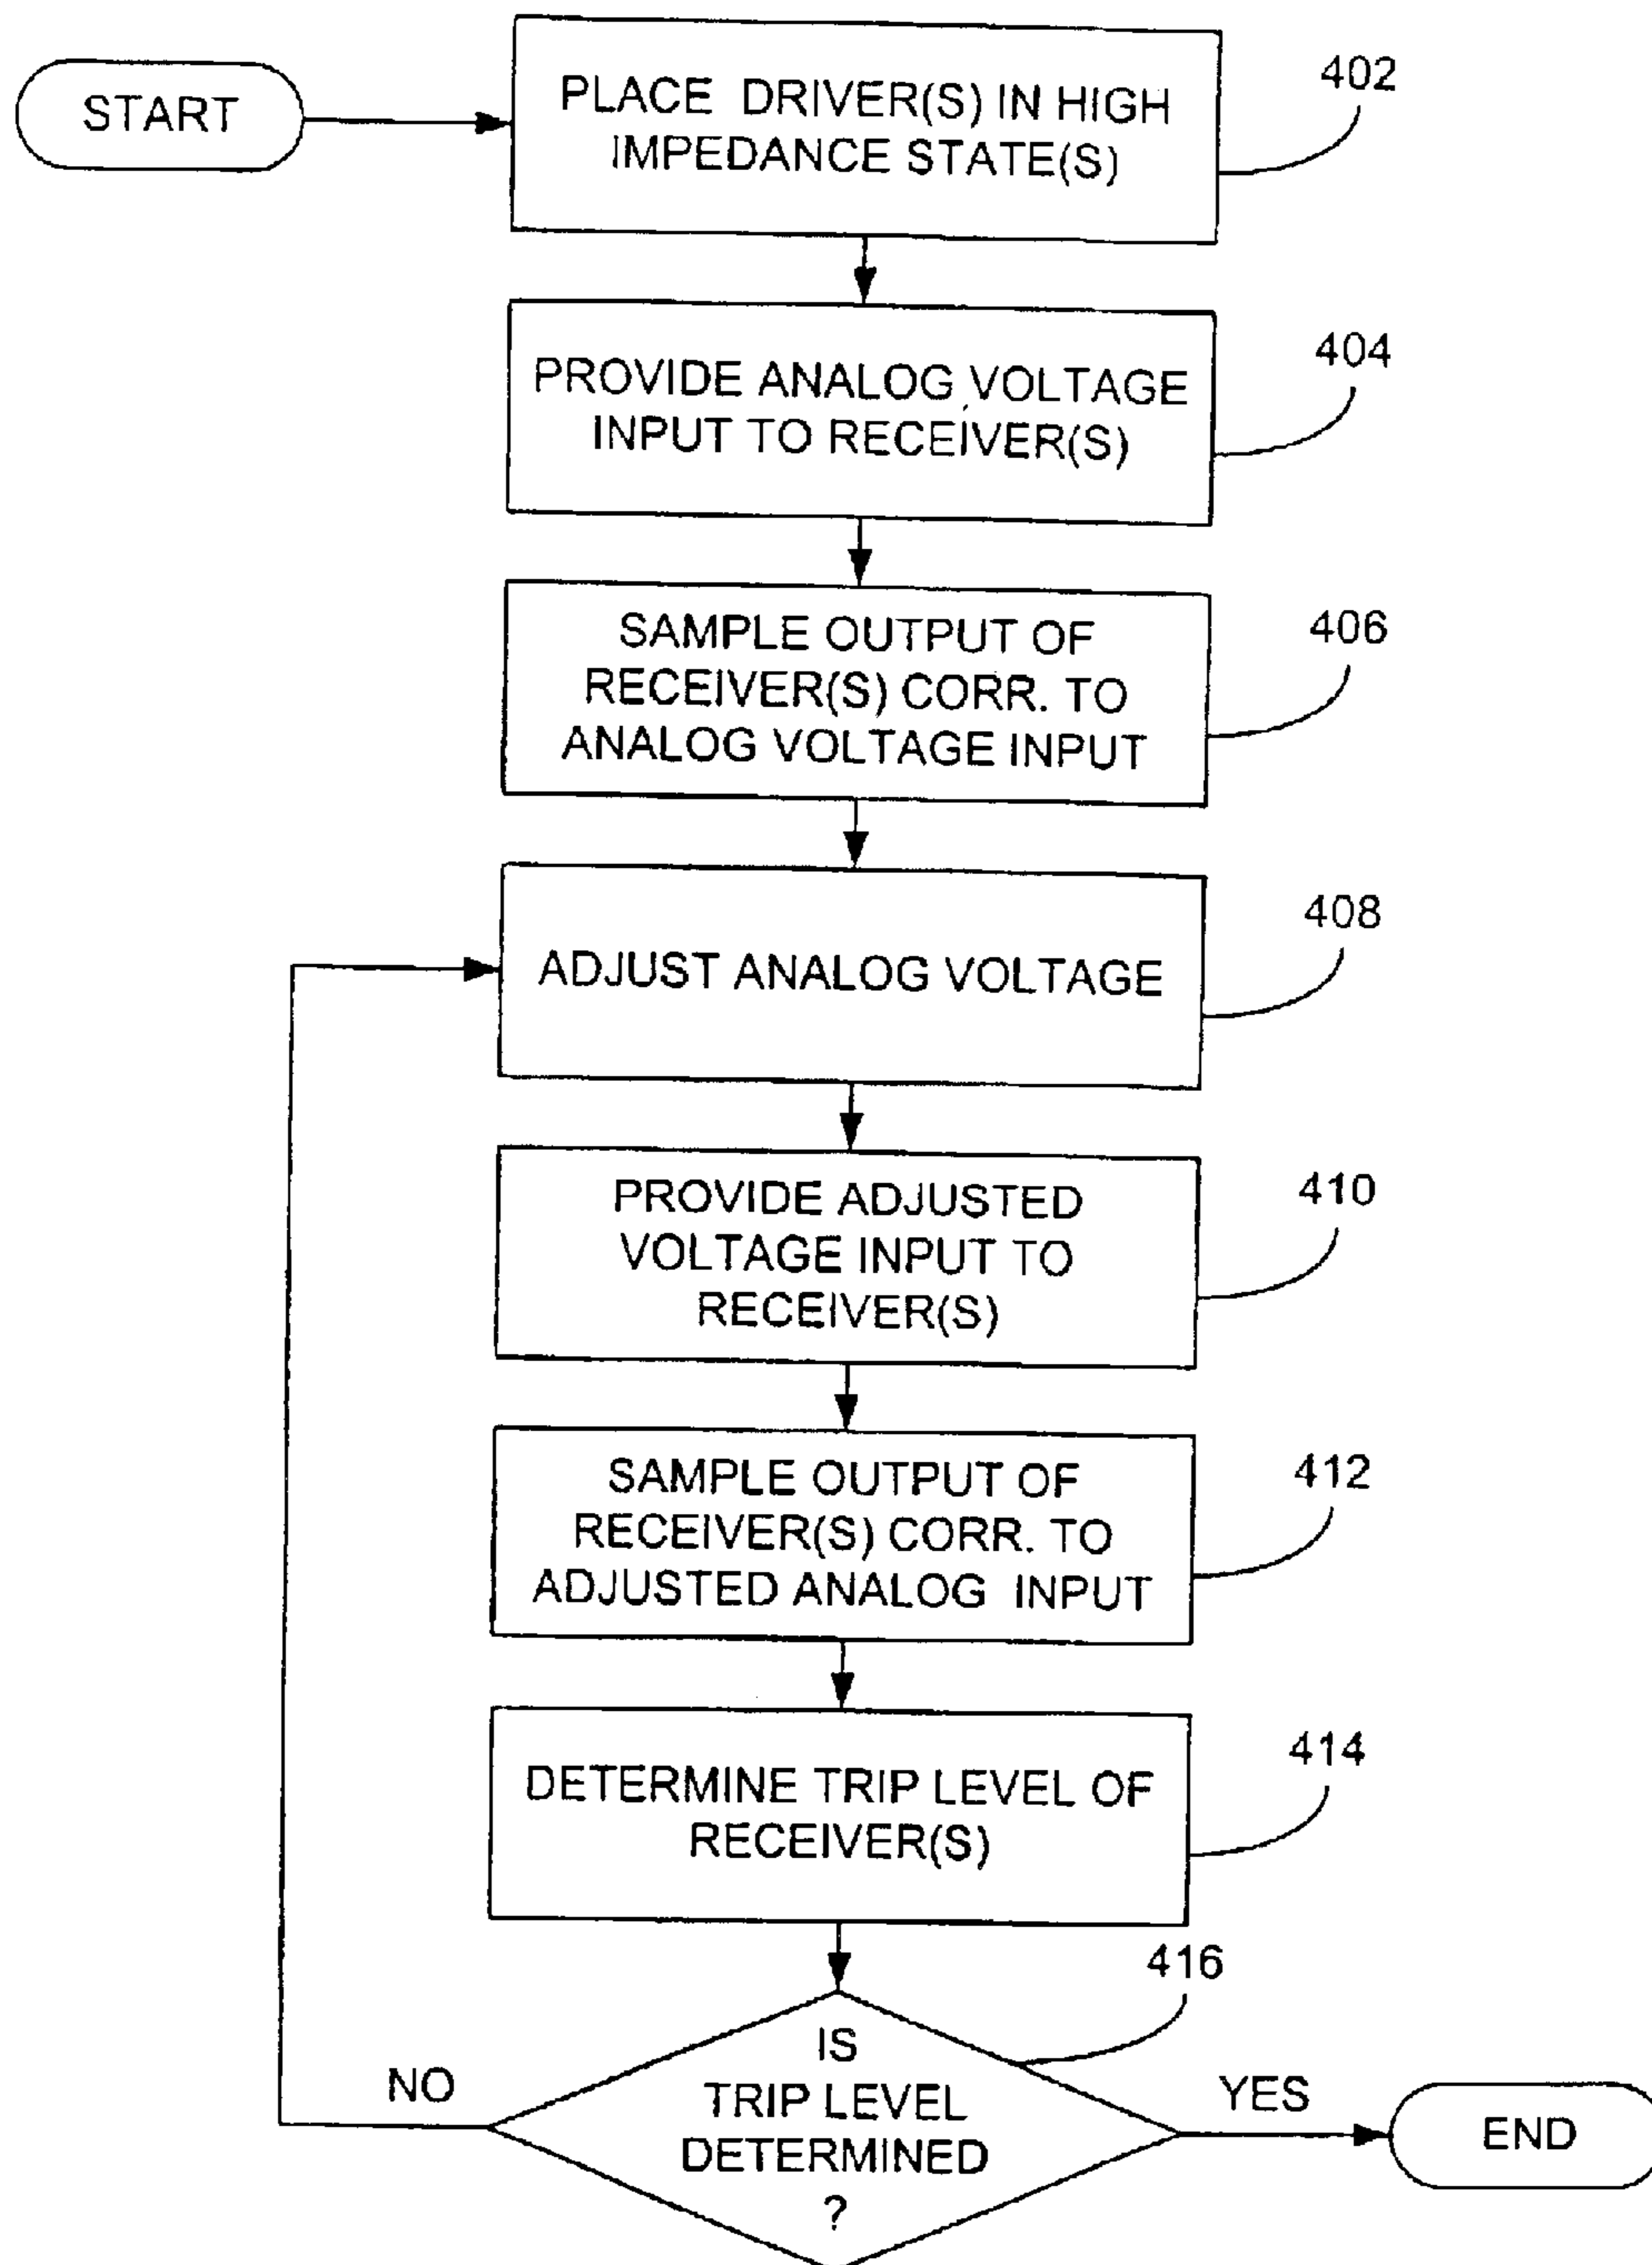 START
PLACE DRIVER(S) IN HIGH
IMPEDANCE STATE(S)
402
PROVIDE ANALOG VOLTAGE
INPUT TO RECEIVER(S)
404
SAMPLE OUTPUT OF
RECEIVER(S) CORR. TO
ANALOG VOLTAGE INPUT
406
ADJUST ANALOG VOLTAGE
408
PROVIDE ADJUSTED
VOLTAGE INPUT TO
RECEIVER(S)
410
SAMPLE OUTPUT OF
RECEIVER(S) CORR. TO
ADJUSTED ANALOG INPUT
412
DETERMINE TRIP LEVEL OF
RECEIVER(S)
414
416
IS
TRIP LEVEL
DETERMINED
?
NO
YES
END